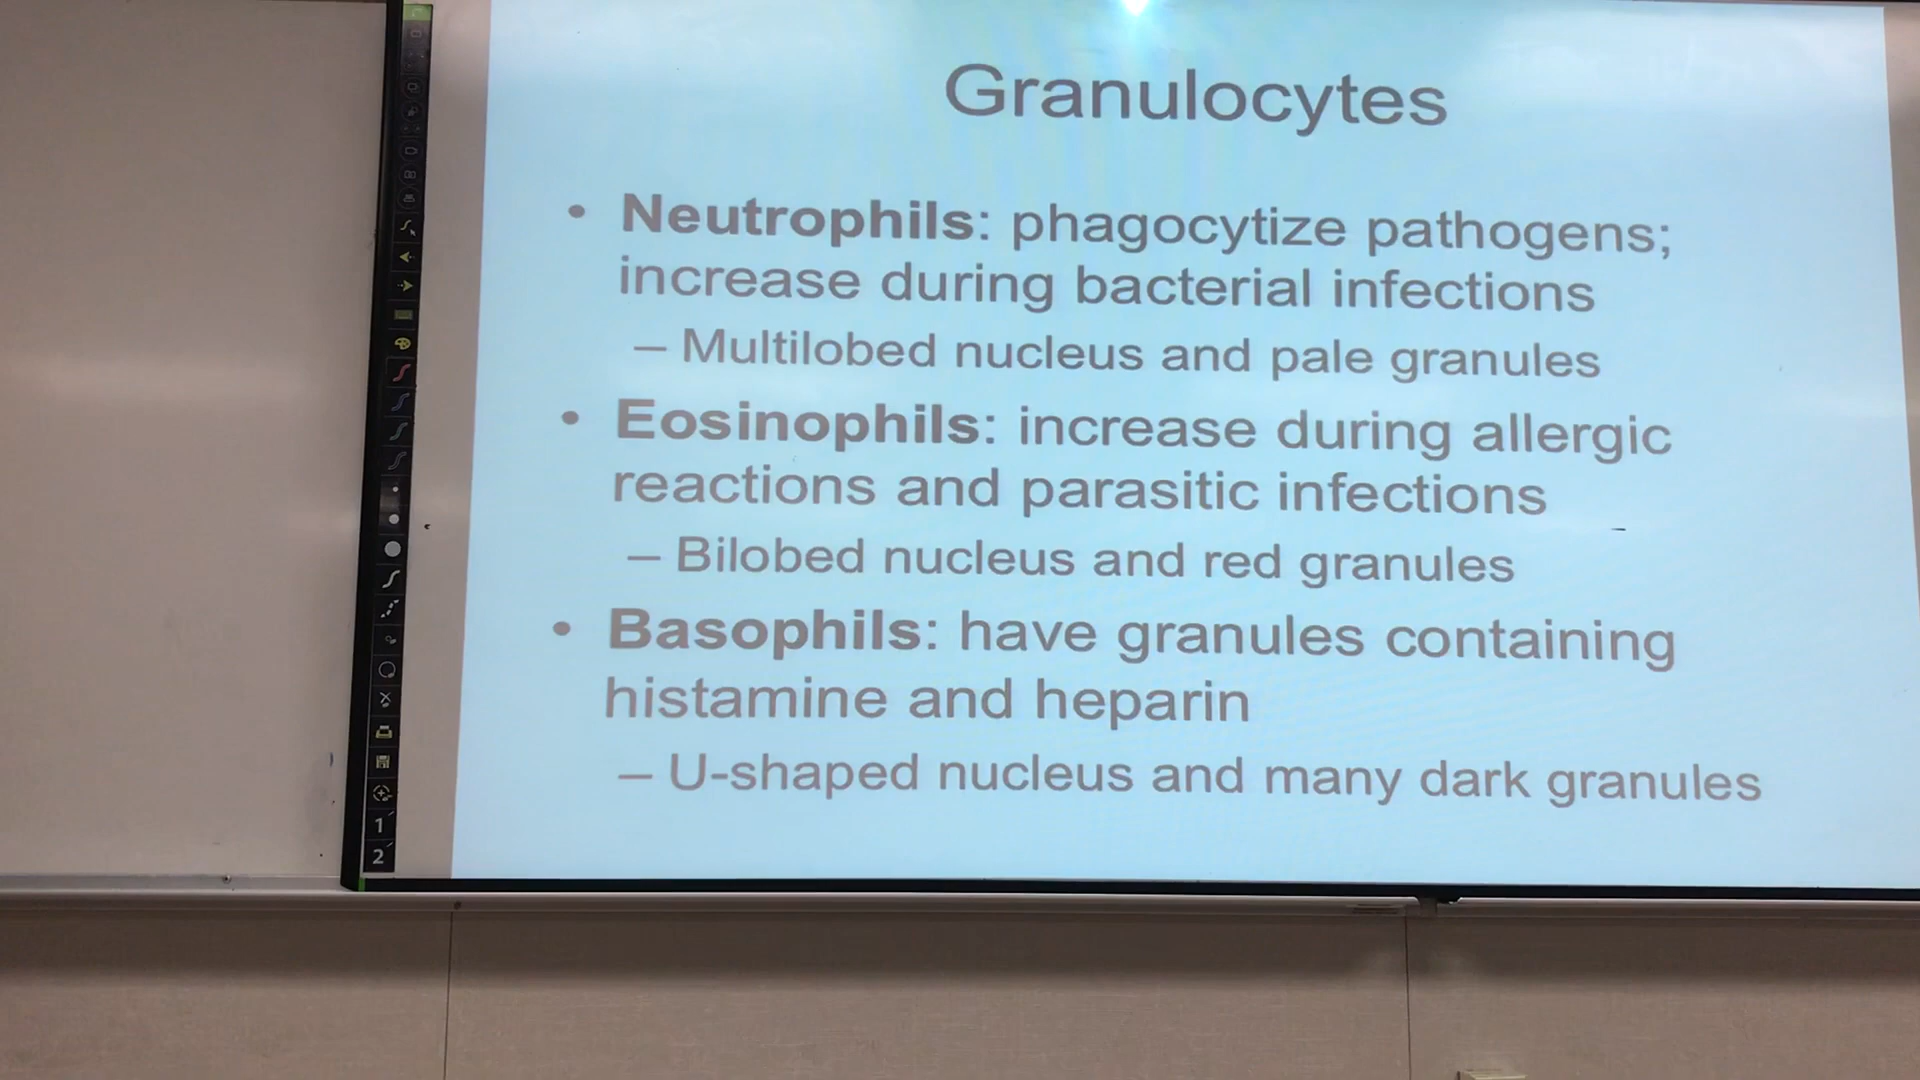 Granulocytes
• Neutrophils: phagocytize pathogens;
increase during bacterial infections
– Multilobed nucleus and pale granules
• Eosinophils: increase during allergic
reactions and parasitic infections
– Bilobed nucleus and red granules
• Basophils: have granules containing
histamine and heparin
– U-shaped nucleus and many dark granules
1
2